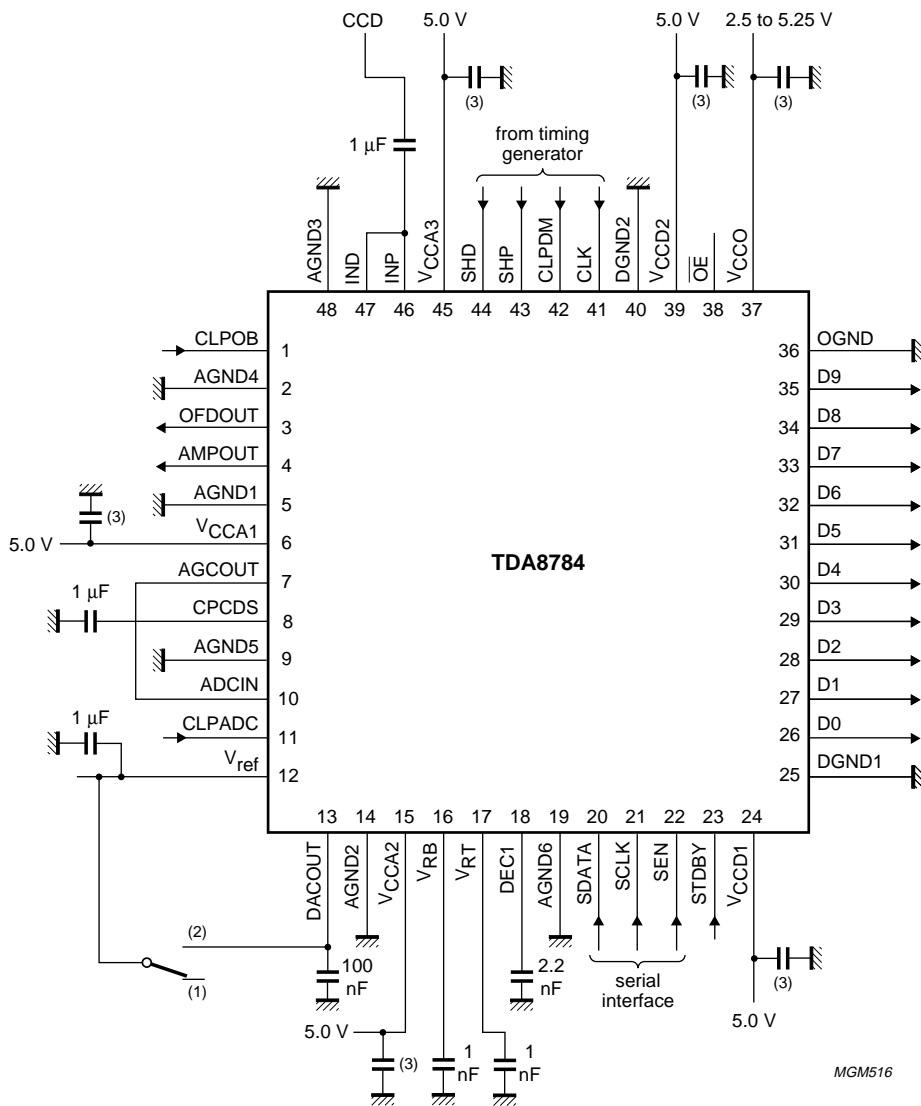 CCD
5.0 V
5.0 V
2.5 to 5.25 V
(3)
(3)
(3)
1 μF
from timing
generator
AGND3
IND
INP
VCCA3
SHD
SHP
CLPDM
CLK
DGND2
VCCD2
OE
VCCO
48
47
46
45
44
43
42
41
40
39
38
37
CLPOB
1
AGND4
2
OFDOUT
3
AMPOUT
4
AGND1
5
(3)
5.0 V
VCCA1
6
AGCOUT
7
1 μF
CPCDS
8
AGND5
9
ADCIN
10
1 μF
CLPADC
11
Vref
12
TDA8784
36
OGND
35
D9
34
D8
33
D7
32
D6
31
D5
30
D4
29
D3
28
D2
27
D1
26
D0
25
DGND1
13
14
15
16
17
18
19
20
21
22
23
24
DACOUT
AGND2
VCCA2
VRB
VRT
DEC1
AGND6
SDATA
SCLK
SEN
STDBY
VCCD1
(2)
(1)
100
nF
2.2
nF
serial
interface
(3)
5.0 V
5.0 V
(3)
1
nF
1
nF
MGM516